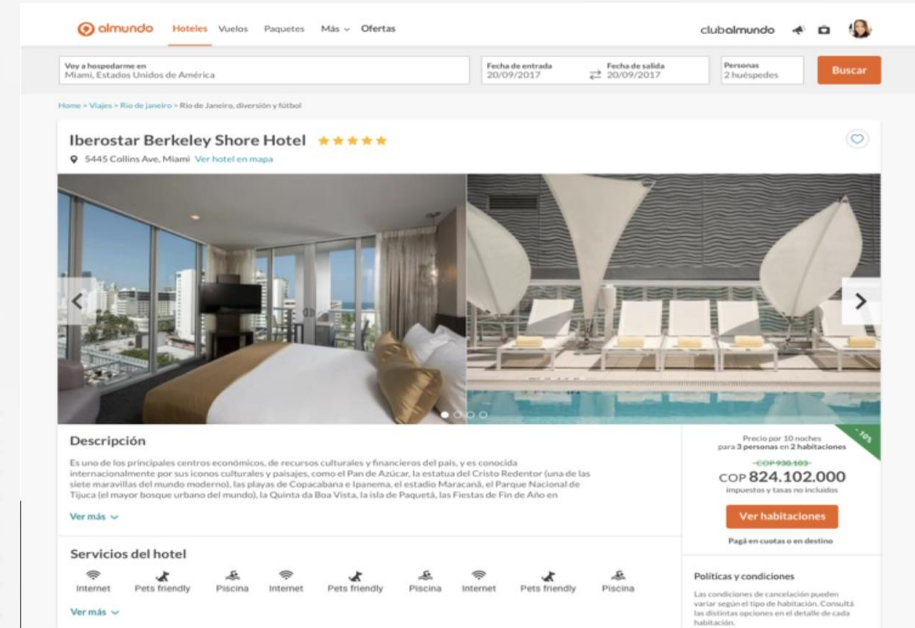 almundo Hoteles Vuelos Paquetes Más Ofertas clubalmundo
Voy a hospedarme en
Miami, Estados Unidos de América
Fecha de entrada
20/09/2017
Fecha de salida
20/09/2017
Personas
2 huéspedes
Buscar
Home > Viajes > Rio de janeiro > Rio de Janeiro, diversión y fútbol
Iberostar Berkeley Shore Hotel
5445 Collins Ave, Miami Ver hotel en mapa
Descripción
Es uno de los principales centros económicos, de recursos culturales y financieros del país, y es conocida
internacionalmente por sus iconos culturales y paisajes, como el Pan de Azúcar, la estatua del Cristo Redentor (una de las
siete maravillas del mundo moderno), las playas de Copacabana e Ipanema, el estadio Maracaná, el Parque Nacional de
Tijuca (el mayor bosque urbano del mundo), la Quinta da Boa Vista, la isla de Paquetá, las Fiestas de Fin de Año en
Ver más
- 10%
Precio por 10 noches
para 3 personas en 2 habitaciones
COP 930.103
COP 824.102.000
impuestos y tasas no incluidos
Ver habitaciones
Pagá en cuotas o en destino
Servicios del hotel
Internet Pets friendly Piscina Internet Pets friendly Piscina Internet Pets friendly Piscina
Ver más
Políticas y condiciones
Las condiciones de cancelación pueden
variar según el tipo de habitación. Consultá
las distintas opciones en el detalle de cada
habitación.